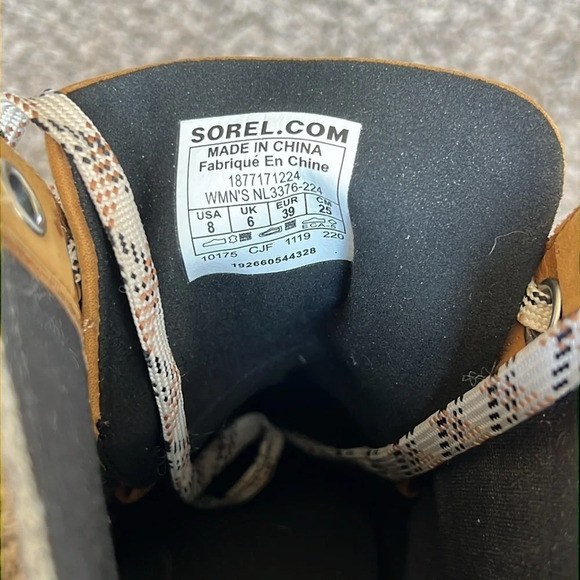 SOREL.COM
MADE IN CHINA
Fabriqué En Chine
1877171224
WMN'S NL3376-224
USA UK EUR CM
8 6 39 25
ECA-E
10175 CJF 1119 220
192660544328